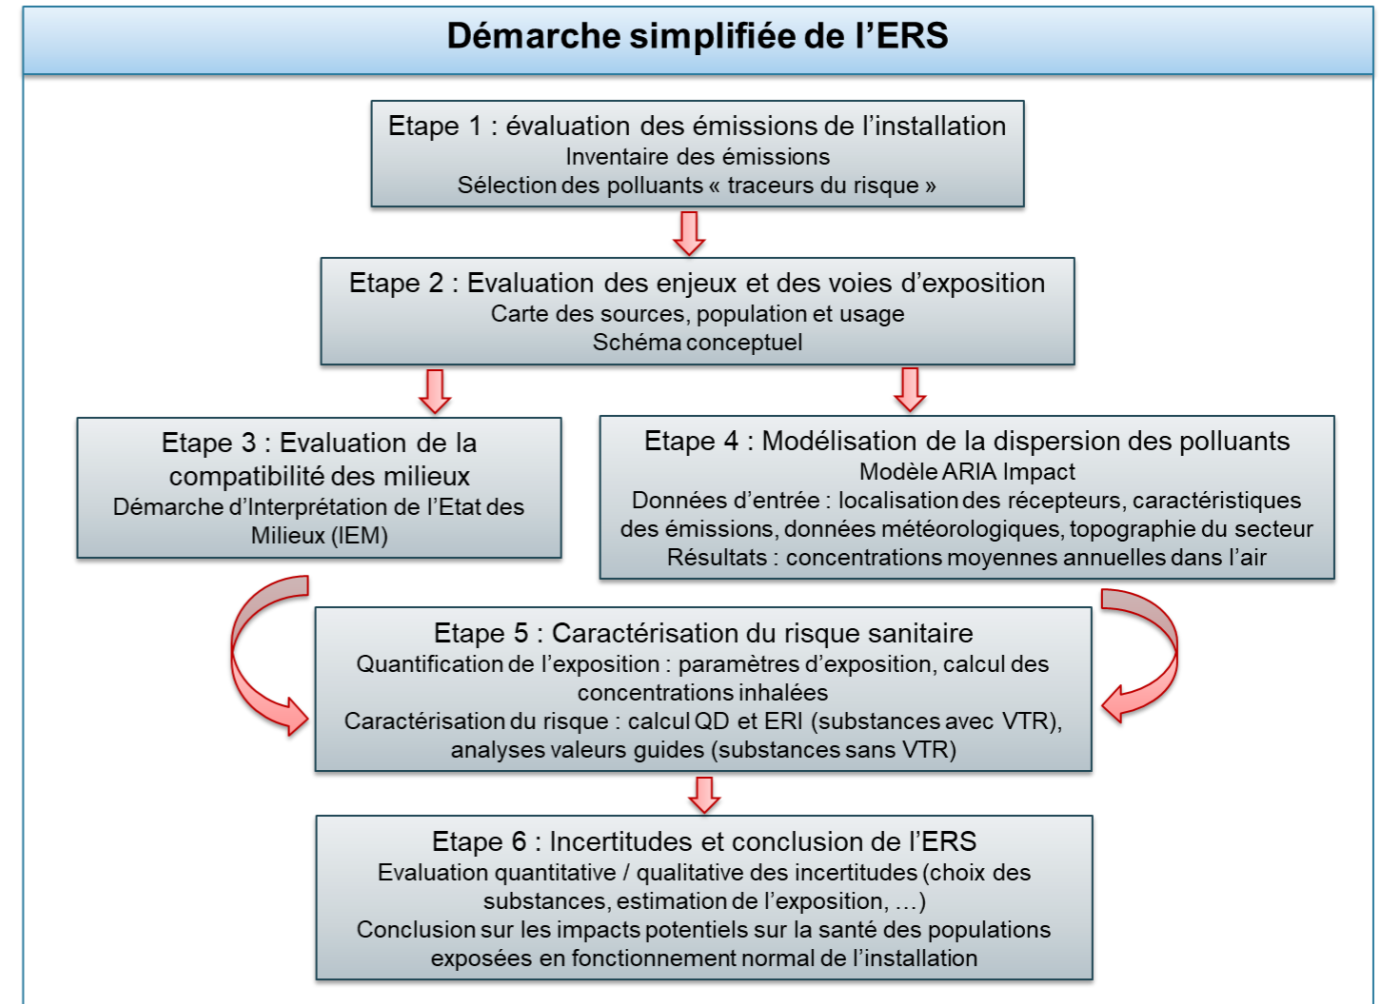 Démarche simplifiée de l’ERS
Etape 1 : évaluation des émissions de l’installation
Inventaire des émissions
Sélection des polluants « traceurs du risque »
Etape 2 : Evaluation des enjeux et des voies d’exposition
Carte des sources, population et usage
Schéma conceptuel
Etape 3 : Evaluation de la
compatibilité des milieux
Démarche d’Interprétation de l’Etat des
Milieux (IEM)
Etape 4 : Modélisation de la dispersion des polluants
Modèle ARIA Impact
Données d’entrée : localisation des récepteurs, caractéristiques
des émissions, données météorologiques, topographie du secteur
Résultats : concentrations moyennes annuelles dans l’air
Etape 5 : Caractérisation du risque sanitaire
Quantification de l’exposition : paramètres d’exposition, calcul des
concentrations inhalées
Caractérisation du risque : calcul QD et ERI (substances avec VTR),
analyses valeurs guides (substances sans VTR)
Etape 6 : Incertitudes et conclusion de l’ERS
Evaluation quantitative / qualitative des incertitudes (choix des
substances, estimation de l’exposition, …)
Conclusion sur les impacts potentiels sur la santé des populations
exposées en fonctionnement normal de l’installation